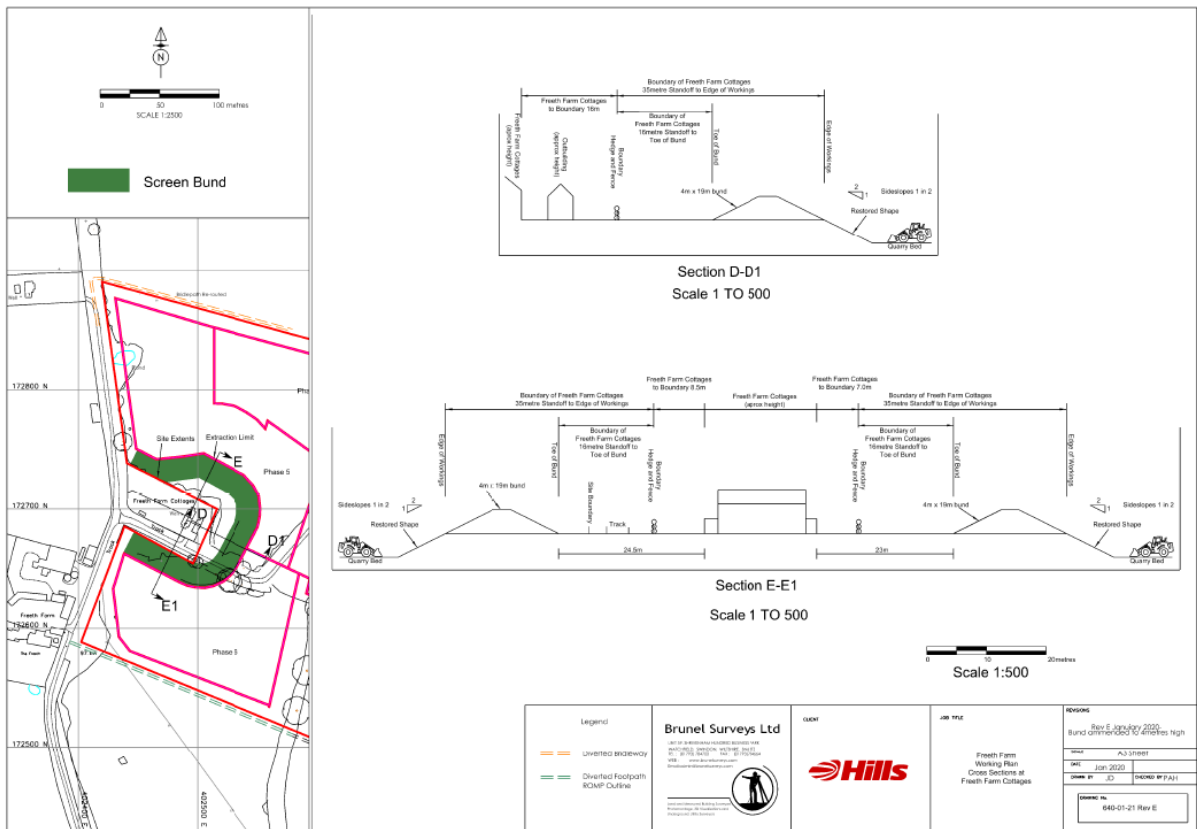 N
0
50
100 metres
SCALE 1:2500
Screen Bund
Bridlepath Re-routed
Pond
172800 N
Site Extents
Extraction Limit
E
Phase 5
Freeth Farm Cottages
172700 N
D
Track
Track
D1
E1
Freeth Farm
172600 N
The Freeth
Phase 5
172500 N
402400 E
402500 E
Boundary of Freeth Farm Cottages
35metre Standoff to Edge of Workings
Freeth Farm Cottages
to Boundary 16m
Boundary of
Freeth Farm Cottages
16metre Standoff to
Toe of Bund
Freeth Farm Cottages
(approx height)
Outbuilding
(approx height)
Boundary
Hedge and Fence
Toe of Bund
Edge of Workings
4m x 19m bund
2
1
Sideslopes 1 in 2
Restored Shape
Quarry Bed
Section D-D1
Scale 1 TO 500
Freeth Farm Cottages
to Boundary 8.5m
Freeth Farm Cottages
to Boundary 7.0m
Boundary of Freeth Farm Cottages
35metre Standoff to Edge of Workings
Freeth Farm Cottages
(aprox height)
Boundary of Freeth Farm Cottages
35metre Standoff to Edge of Workings
Boundary of
Freeth Farm Cottages
16metre Standoff to
Toe of Bund
Boundary of
Freeth Farm Cottages
16metre Standoff to
Toe of Bund
Edge of Workings
Toe of Bund
Boundary
Hedge and Fence
Boundary
Hedge and Fence
Toe of Bund
Edge of Workings
Sideslopes 1 in 2
2
1
4m x 19m bund
Site Boundary
Track
4m x 19m bund
2
1
Sideslopes 1 in 2
Restored Shape
Restored Shape
Quarry Bed
24.5m
23m
Quarry Bed
Section E-E1
Scale 1 TO 500
0
10
20metres
Scale 1:500
Legend
Diverted Bridleway
Diverted Footpath
ROMP Outline
Brunel Surveys Ltd
CLIENT
Hills
JOB TITLE
Freeth Farm
Working Plan
Cross Sections at
Freeth Farm Cottages
REVISIONS
Rev E January 2020-
Bund ammended to 4metres high
SCALE
A3 Sheet
DATE
Jan 2020
DRAWN BY
JD
CHECKED BY PAH
DRAWING No.
640-01-21 Rev E